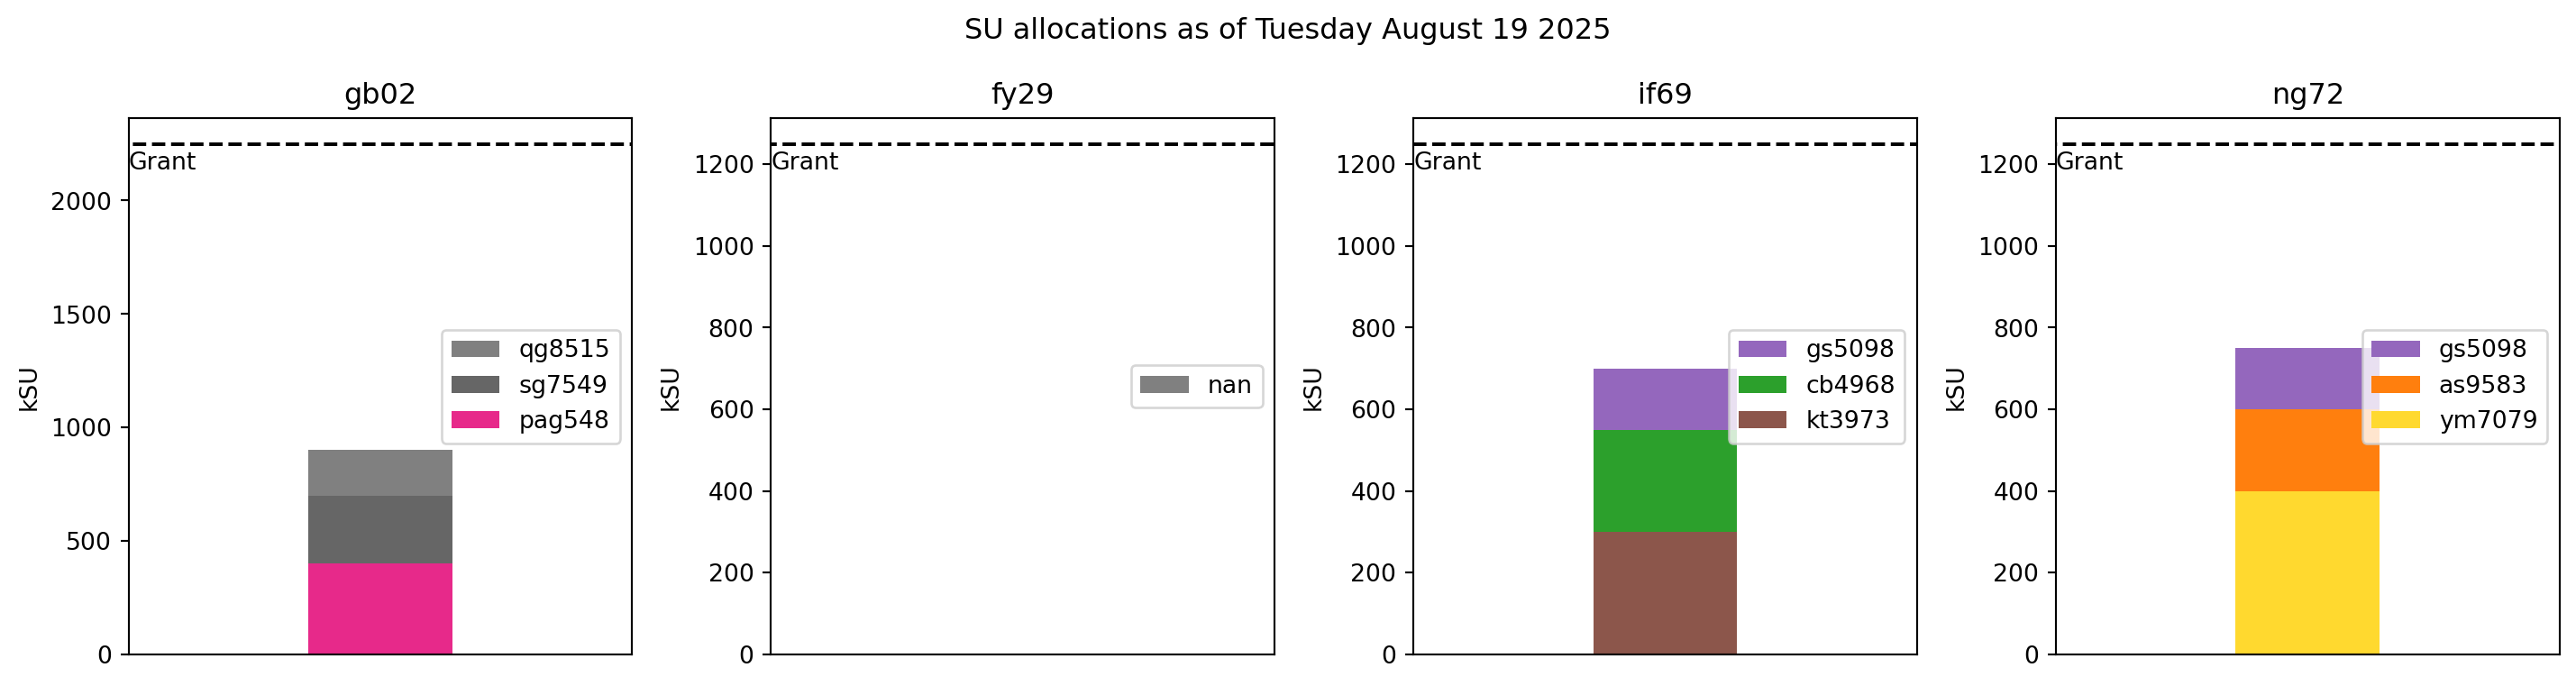 SU allocations as of Tuesday August 19 2025
gb02
Grant
2000
1500
1000
500
0
kSU
qg8515
sg7549
pag548
fy29
Grant
1200
1000
800
600
400
200
0
kSU
nan
if69
Grant
1200
1000
800
600
400
200
0
kSU
gs5098
cb4968
kt3973
ng72
Grant
1200
1000
800
600
400
200
0
kSU
gs5098
as9583
ym7079